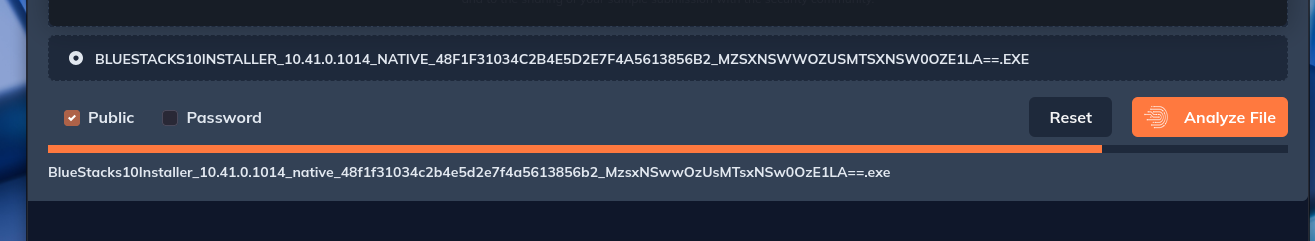 BLUESTACKS10INSTALLER_10.41.0.1014_NATIVE_48F1F31034C2B4E5D2E7F4A5613856B2_MZSXNSWWOZUSMTSXNSW0OZE1LA==.EXE
Public Password Reset Analyze File
BlueStacks10Installer_10.41.0.1014_native_48f1f31034c2b4e5d2e7f4a5613856b2_MzsxNSwwOzUsMTsxNSw0OzE1LA==.exe